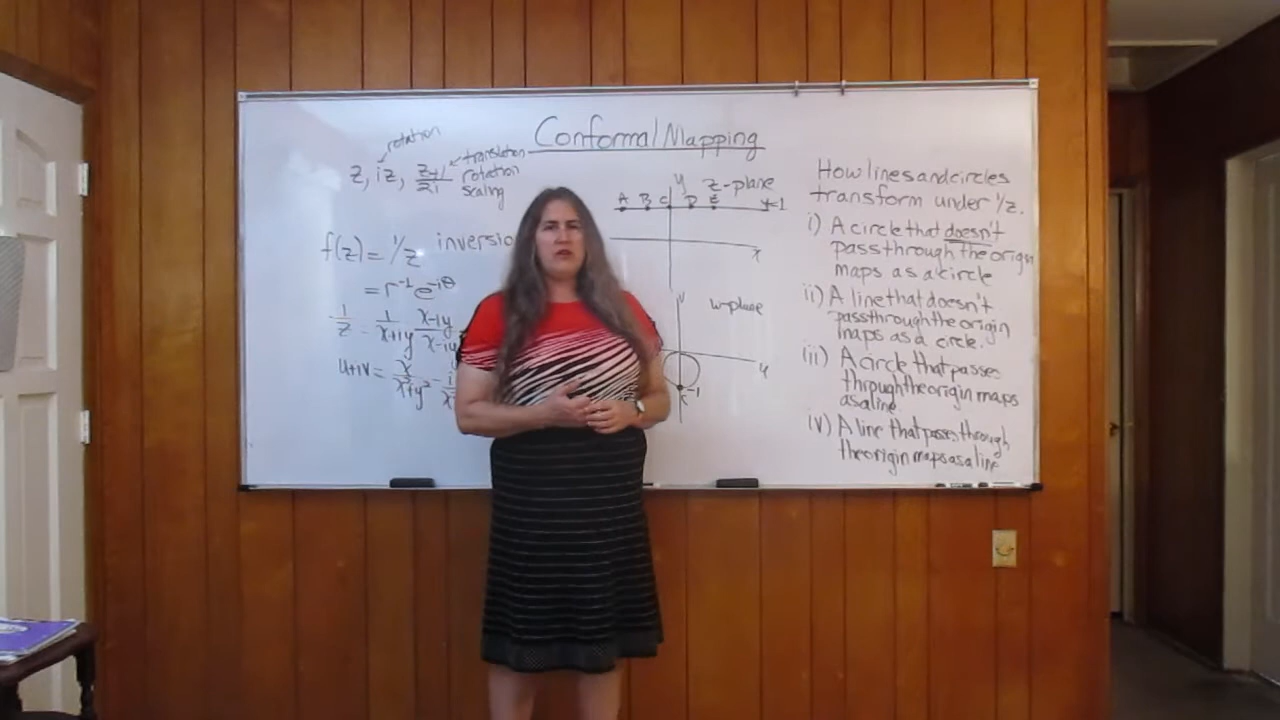 Conformal Mapping
rotation
z, iz, z+1/2i
translation
rotation
scaling
f(z) = 1/z inversio
= r⁻¹e^-iθ
1/z = 1/x+iy x-iy/x-iy
u+iv = x/x²+y² - i
y z-plane
A B C D E y=1
x
v w-plane
u
C -1
How lines and circles
transform under 1/z.
i) A circle that doesn't
pass through the origin
maps as a circle
ii) A line that doesn't
pass through the origin
maps as a circle.
iii) A circle that passes
through the origin maps
as a line.
iv) A line that passes through
the origin maps as a line